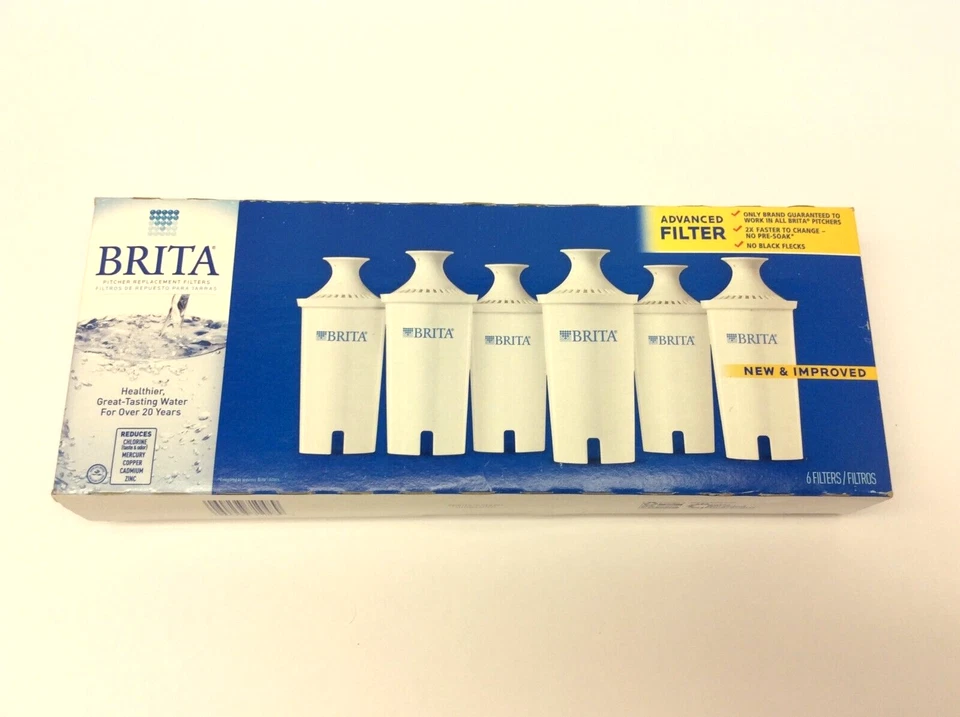 BRITA®
PITCHER REPLACEMENT FILTERS
FILTROS DE REPUESTO PARA JARRAS
Healthier,
Great-Tasting Water
For Over 20 Years
REDUCES
CHLORINE
(taste & odor)
MERCURY
COPPER
CADMIUM
ZINC
ADVANCED
FILTER
ONLY BRAND GUARANTEED TO
WORK IN ALL BRITA® PITCHERS
2X FASTER TO CHANGE –
NO PRE-SOAK*
NO BLACK FLECKS
BRITA®
BRITA®
BRITA®
BRITA®
BRITA®
BRITA®
NEW & IMPROVED
6 FILTERS / FILTROS